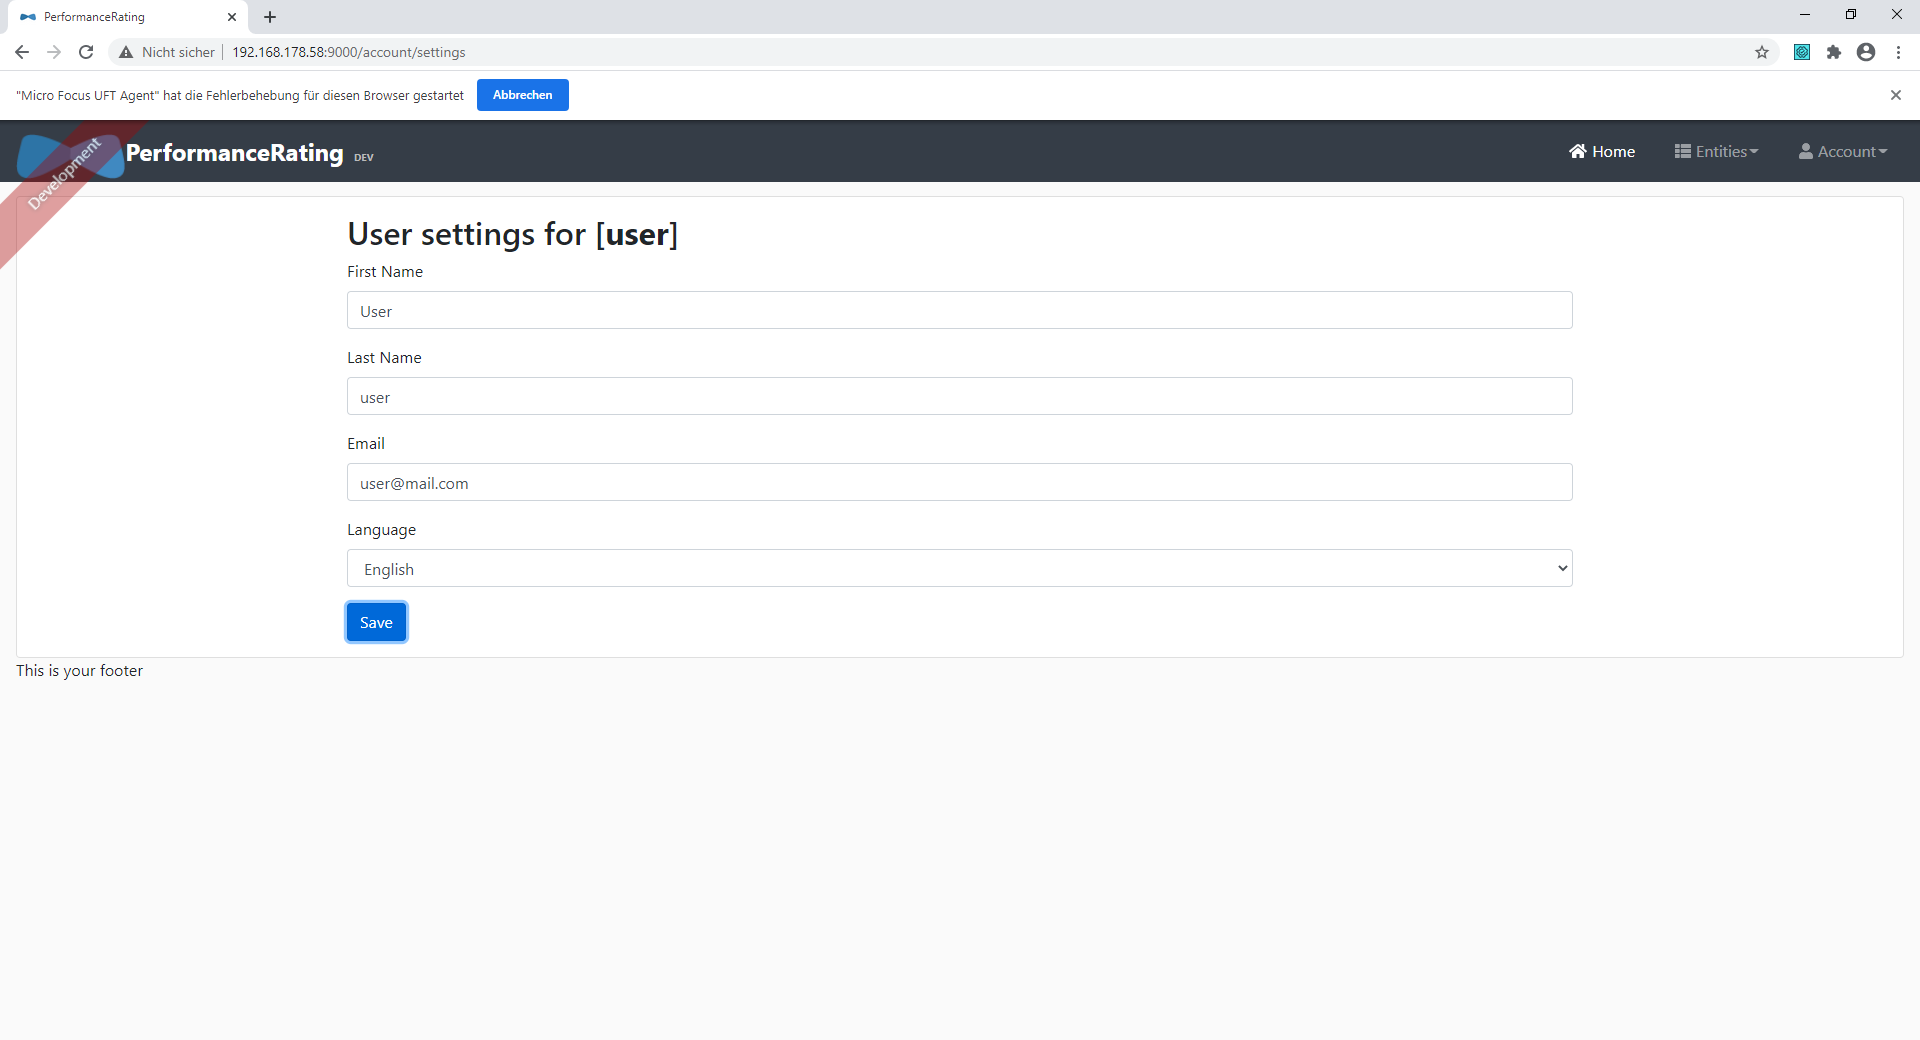 PerformanceRating
Nicht sicher 192.168.178.58:9000/account/settings
"Micro Focus UFT Agent" hat die Fehlerbehebung für diesen Browser gestartet Abbrechen
Development
PerformanceRating DEV Home Entities Account
User settings for [user]
First Name
User
Last Name
user
Email
user@mail.com
Language
English
Save
This is your footer